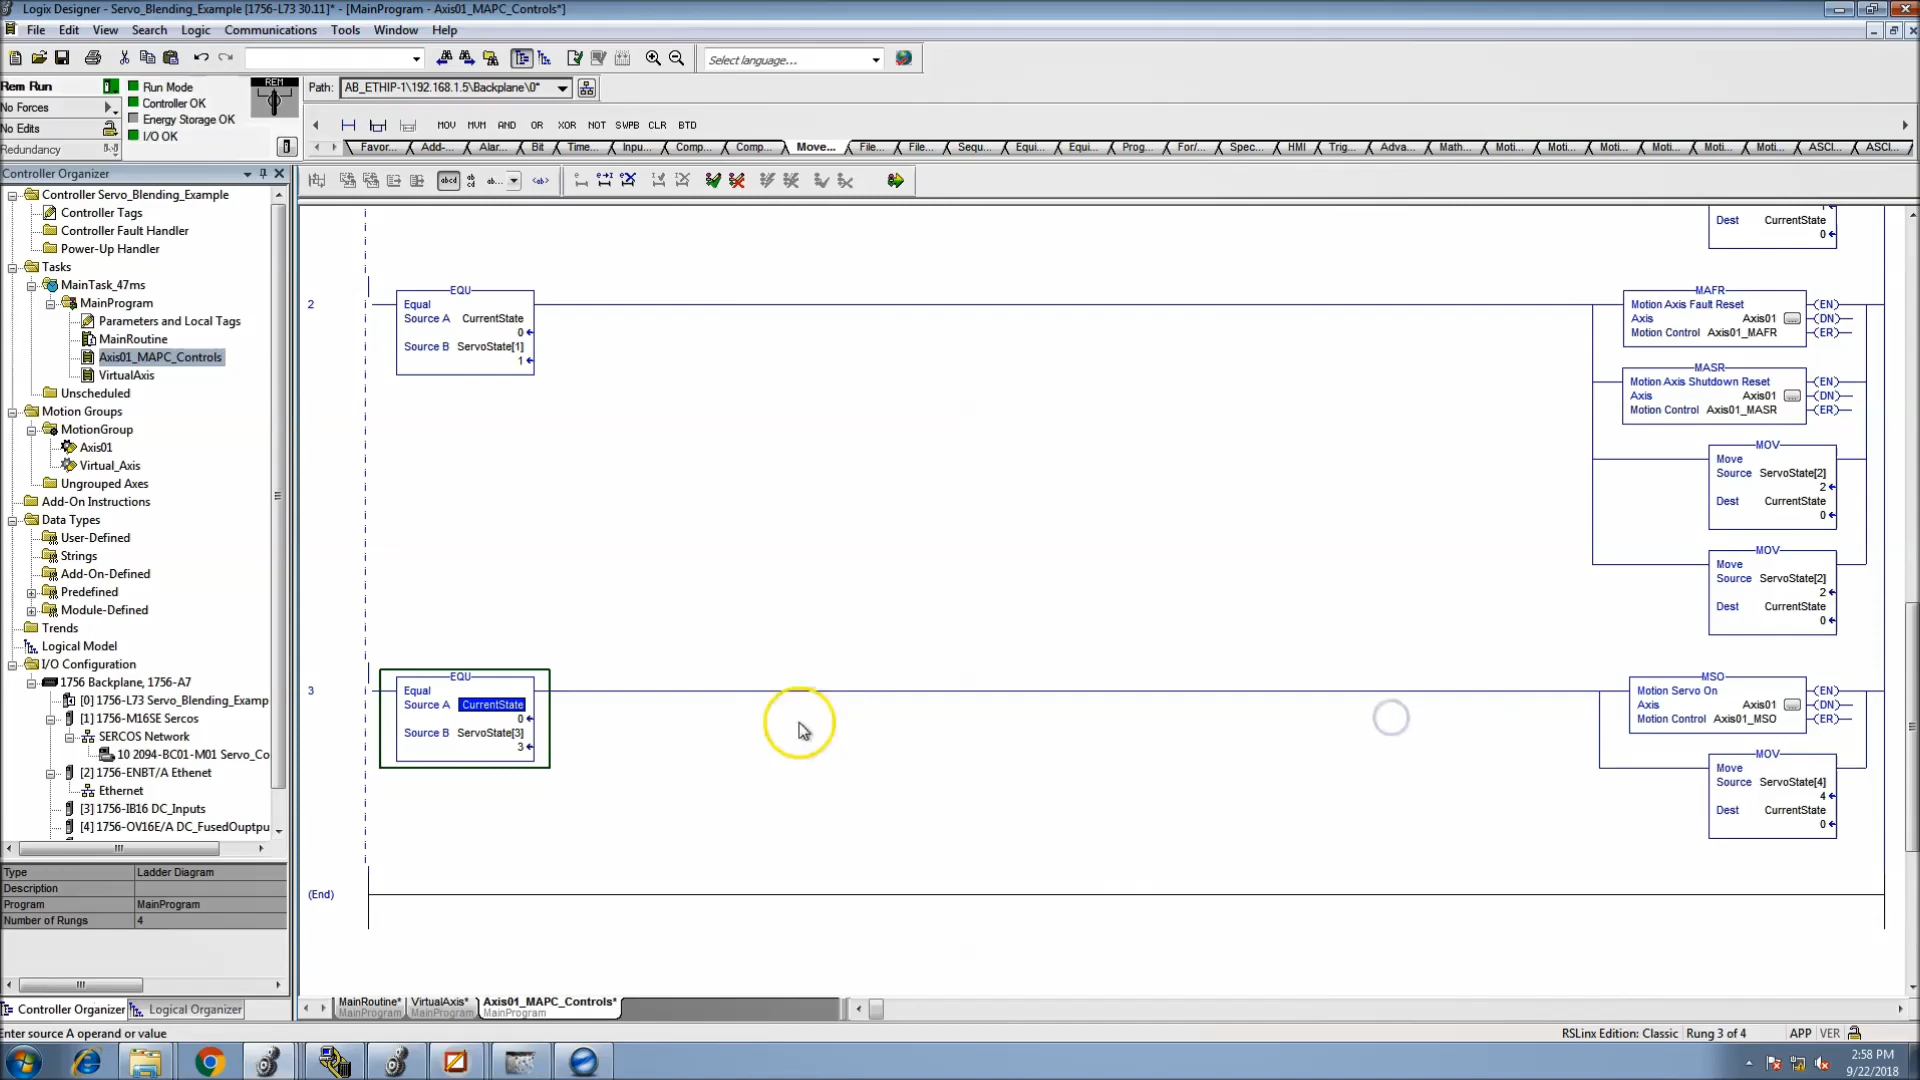 Logix Designer - Servo_Blending_Example [1756-L73 30.11]* - [MainProgram - Axis01_MAPC_Controls*]
File Edit View Search Logic Communications Tools Window Help
Select language...
Rem Run
Run Mode
REM
Path: AB_ETHIP-1\192.168.1.5\Backplane\0*
No Forces
Controller OK
Energy Storage OK
No Edits
I/O OK
Redundancy
MOV MVM AND OR XOR NOT SWPB CLR BTD
Favor... Add-... Alar... Bit Time... Inpu... Comp... Comp... Move... File... File... Sequ... Equi... Equi... Prog... For/... Spec... HMI Trig... Adva... Math... Moti... Moti... Moti... Moti... Moti... Moti... ASCI... ASCI...
Controller Organizer
Controller Servo_Blending_Example
Controller Tags
Controller Fault Handler
Power-Up Handler
Tasks
MainTask_47ms
MainProgram
Parameters and Local Tags
MainRoutine
Axis01_MAPC_Controls
VirtualAxis
Unscheduled
Motion Groups
MotionGroup
Axis01
Virtual_Axis
Ungrouped Axes
Add-On Instructions
Data Types
User-Defined
Strings
Add-On-Defined
Predefined
Module-Defined
Trends
Logical Model
I/O Configuration
1756 Backplane, 1756-A7
[0] 1756-L73 Servo_Blending_Examp
[1] 1756-M16SE Sercos
SERCOS Network
10 2094-BC01-M01 Servo_Co
[2] 1756-ENBT/A Ethenet
Ethernet
[3] 1756-IB16 DC_Inputs
[4] 1756-OV16E/A DC_FusedOuptpu
Type Ladder Diagram
Description
Program MainProgram
Number of Rungs 4
Controller Organizer Logical Organizer
Dest CurrentState
0
2
EQU
Equal
Source A CurrentState
0
Source B ServoState[1]
1
MAFR
Motion Axis Fault Reset
Axis Axis01
Motion Control Axis01_MAFR
(EN)
(DN)
(ER)
MASR
Motion Axis Shutdown Reset
Axis Axis01
Motion Control Axis01_MASR
(EN)
(DN)
(ER)
MOV
Move
Source ServoState[2]
2
Dest CurrentState
0
MOV
Move
Source ServoState[2]
2
Dest CurrentState
0
3
EQU
Equal
Source A CurrentState
0
Source B ServoState[3]
3
MSO
Motion Servo On
Axis Axis01
Motion Control Axis01_MSO
(EN)
(DN)
(ER)
MOV
Move
Source ServoState[4]
4
Dest CurrentState
0
(End)
MainRoutine* VirtualAxis* Axis01_MAPC_Controls*
MainProgram MainProgram MainProgram
Enter source A operand or value
RSLinx Edition: Classic Rung 3 of 4 APP VER
2:58 PM
9/22/2018